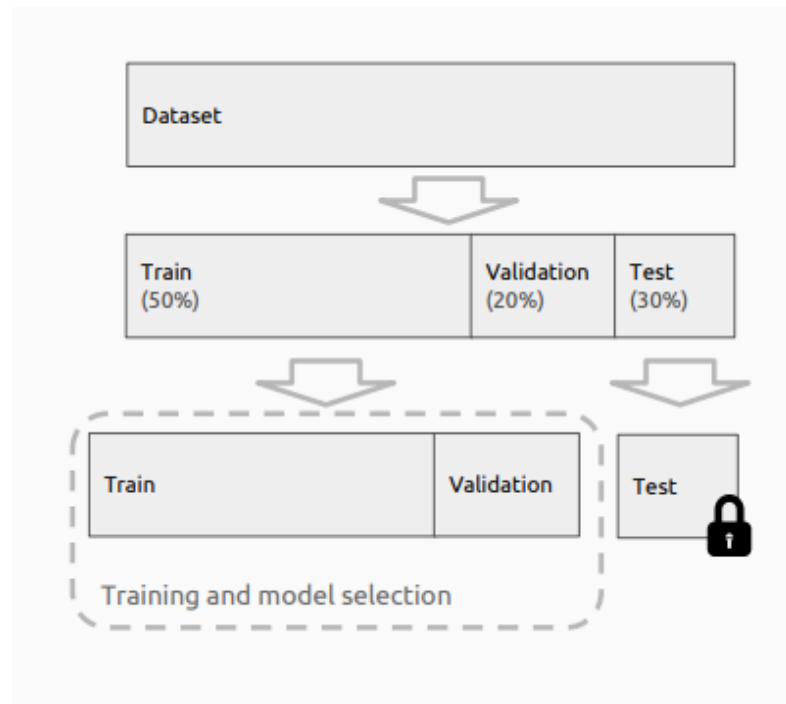 Dataset
Train
(50%)
Validation
(20%)
Test
(30%)
Train
Validation
Test
Training and model selection